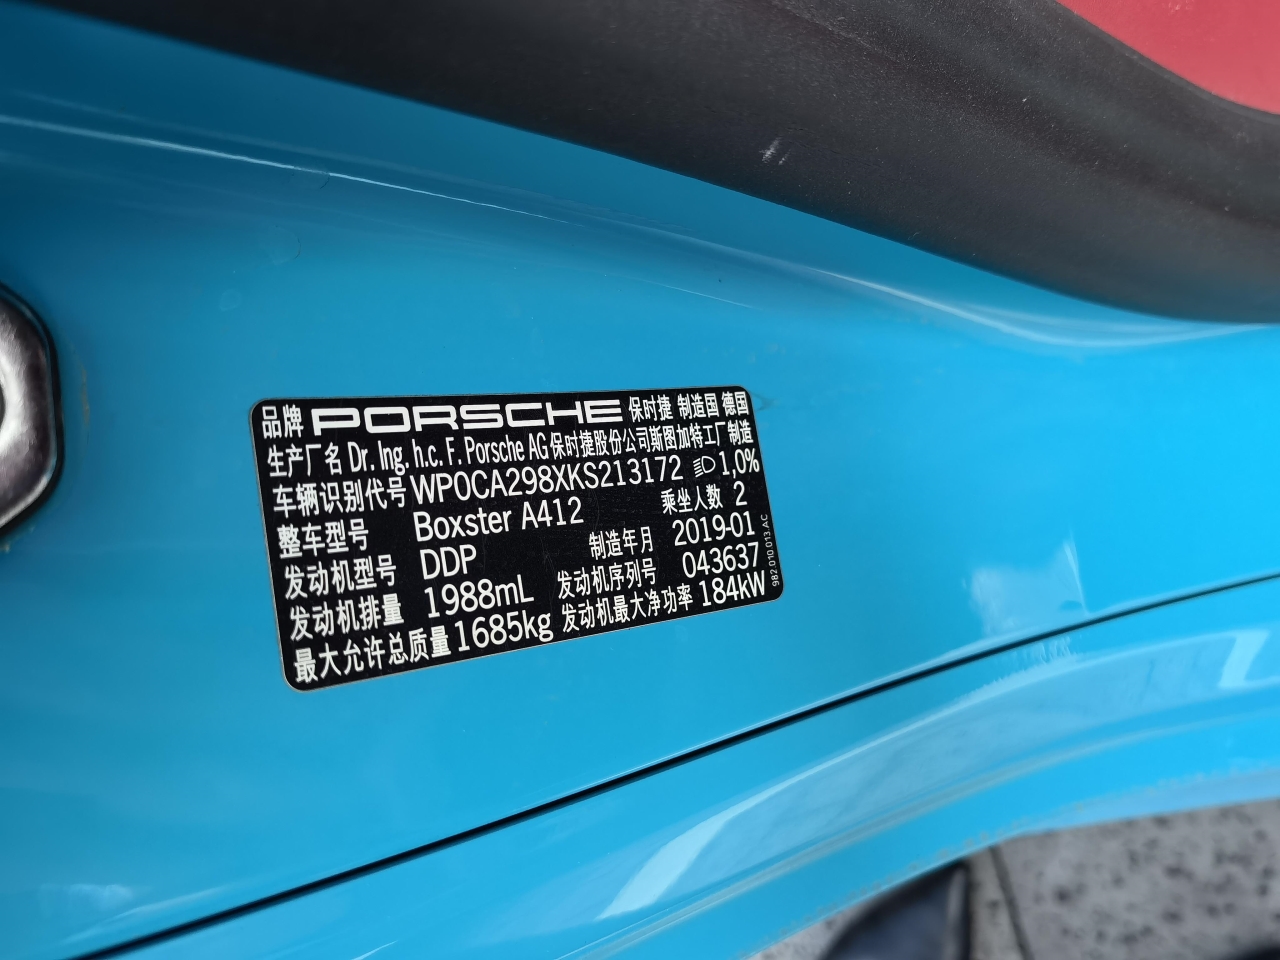 品牌 PORSCHE 保时捷 制造国 德国
生产厂名 Dr. Ing. h.c. F. Porsche AG 保时捷股份公司斯图加特工厂制造
车辆识别代号 WP0CA298XKS213172 1,0%
整车型号 Boxster A412 乘坐人数 2
发动机型号 DDP 制造年月 2019-01
发动机排量 1988mL 发动机序列号 043637
最大允许总质量 1685kg 发动机最大净功率 184kW
982.010.013.AC